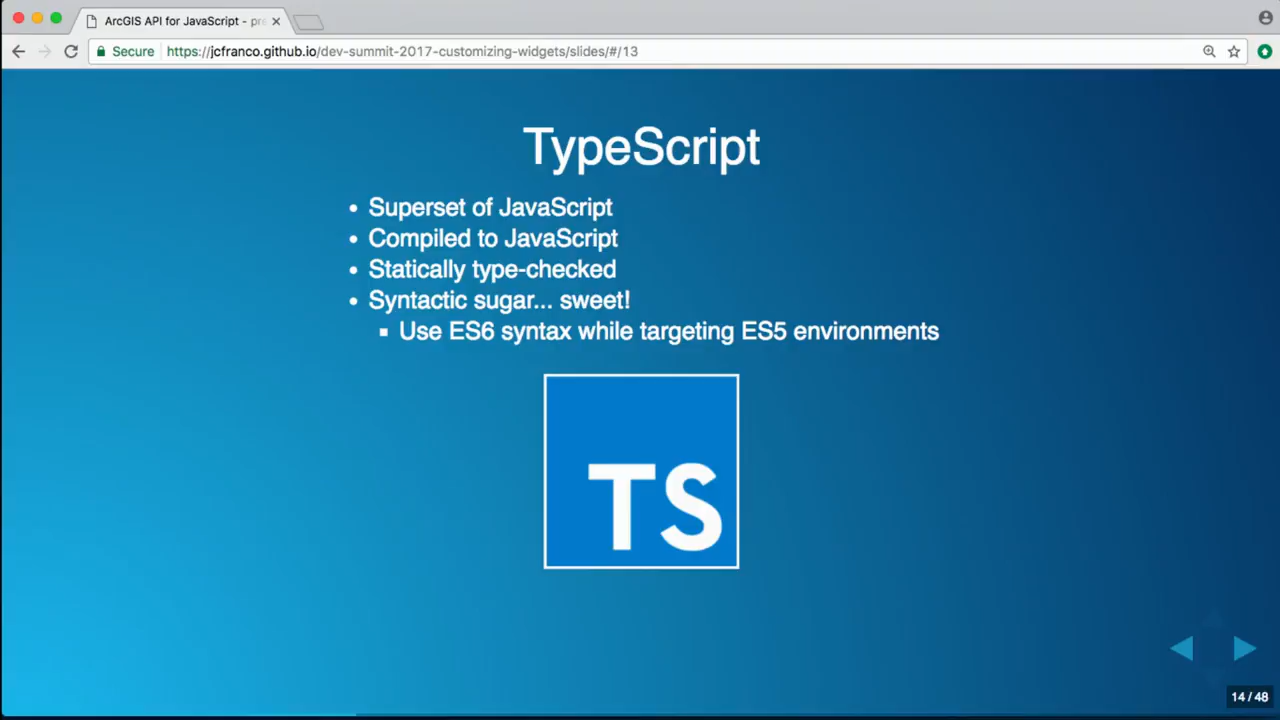 ArcGIS API for JavaScript - pre
Secure https://jcfranco.github.io/dev-summit-2017-customizing-widgets/slides/#/13
TypeScript
• Superset of JavaScript
• Compiled to JavaScript
• Statically type-checked
• Syntactic sugar... sweet!
▪ Use ES6 syntax while targeting ES5 environments
TS
14 / 48